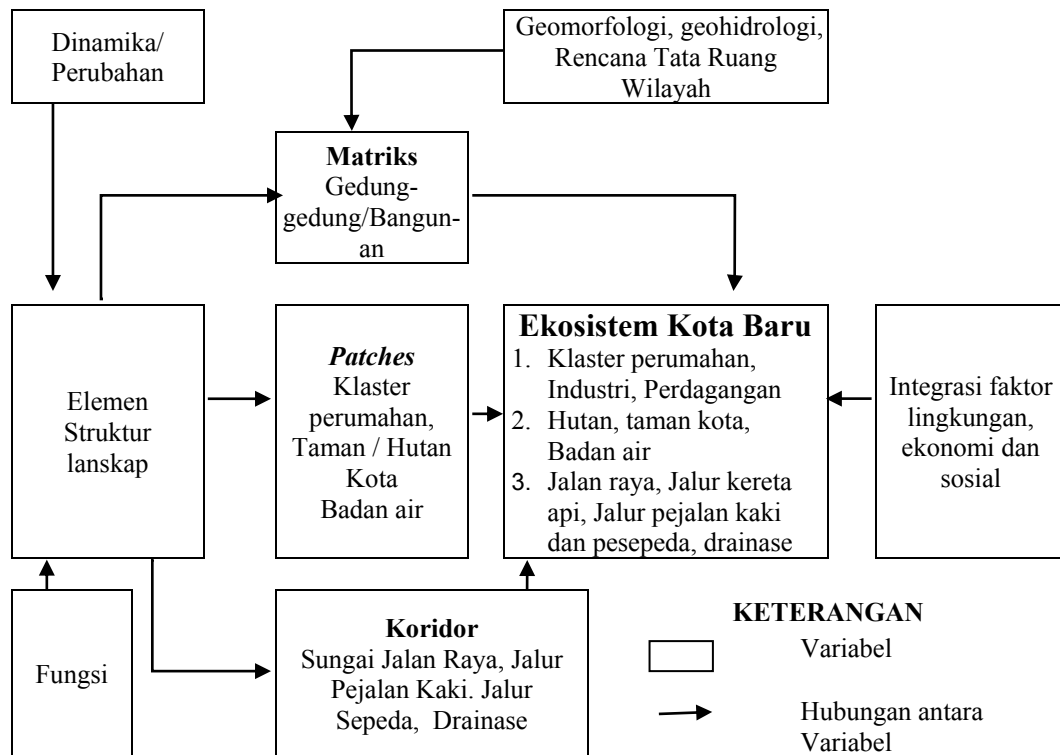 Dinamika/
Perubahan
Geomorfologi, geohidrologi,
Rencana Tata Ruang
Wilayah
Matriks
Gedung-
gedung/Bangun-
an
Elemen
Struktur
lanskap
Patches
Klaster
perumahan,
Taman / Hutan
Kota
Badan air
Ekosistem Kota Baru
1. Klaster perumahan,
Industri, Perdagangan
2. Hutan, taman kota,
Badan air
3. Jalan raya, Jalur kereta
api, Jalur pejalan kaki
dan pesepeda, drainase
Integrasi faktor
lingkungan,
ekonomi dan
sosial
Fungsi
Koridor
Sungai Jalan Raya, Jalur
Pejalan Kaki. Jalur
Sepeda, Drainase
KETERANGAN
Variabel
Hubungan antara
Variabel